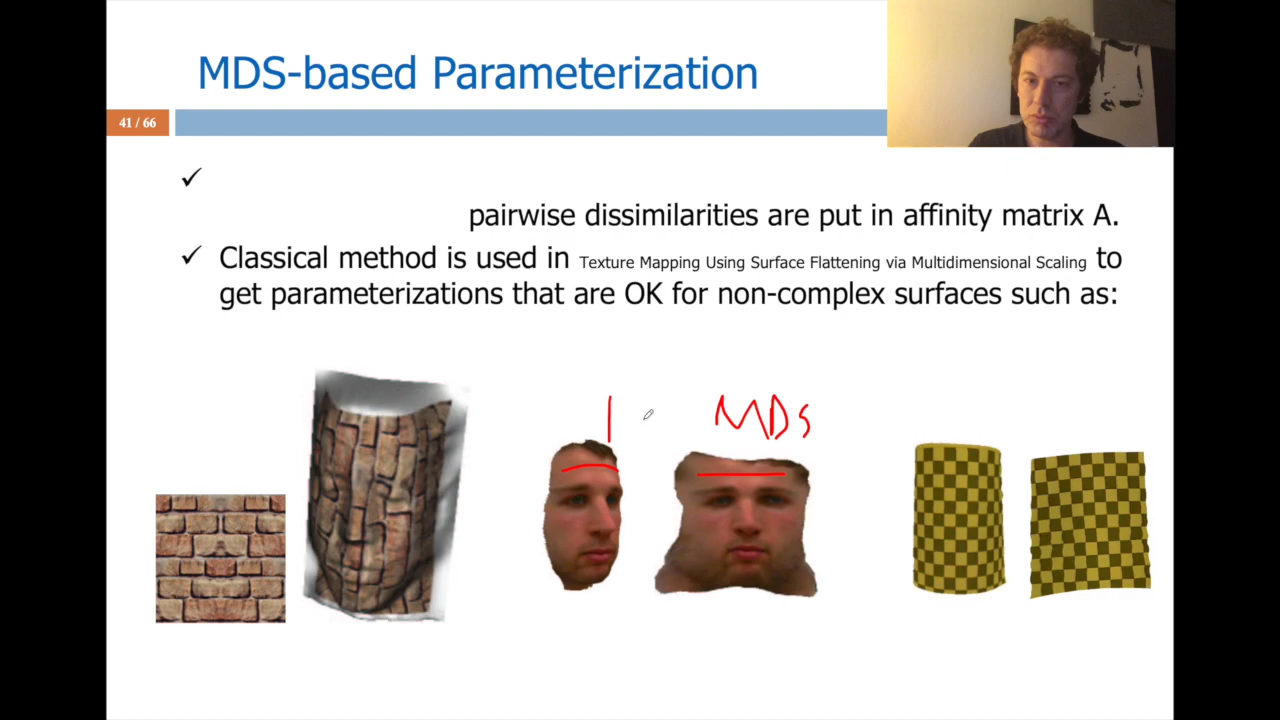 MDS-based Parameterization
41 / 66
✓
pairwise dissimilarities are put in affinity matrix A.
✓ Classical method is used in Texture Mapping Using Surface Flattening via Multidimensional Scaling to
get parameterizations that are OK for non-complex surfaces such as:
1 MDS